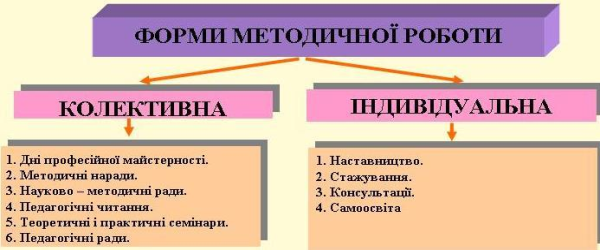 ФОРМИ МЕТОДИЧНОЇ РОБОТИ
КОЛЕКТИВНА
1. Дні професійної майстерності.
2. Методичні наради.
3. Науково – методичні ради.
4. Педагогічні читання.
5. Теоретичні і практичні семінари.
6. Педагогічні ради.
ІНДИВІДУАЛЬНА
1. Наставництво.
2. Стажування.
3. Консультації.
4. Самоосвіта